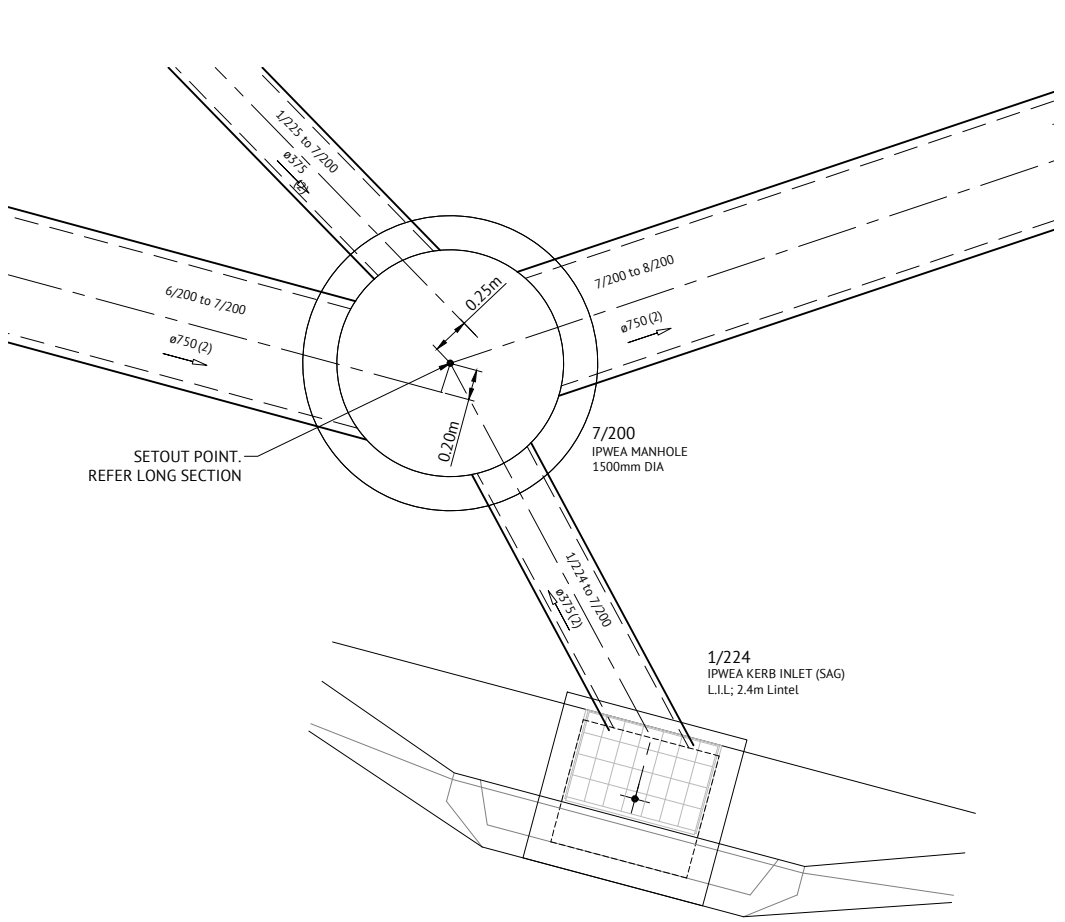 1/225 to 7/200
ø375
(2)
0.25m
7/200 to 8/200
6/200 to 7/200
ø750(2)
ø750(2)
0.20m
SETOUT POINT.
REFER LONG SECTION
7/200
IPWEA MANHOLE
1500mm DIA
1/224 to 7/200
ø375(2)
1/224
IPWEA KERB INLET (SAG)
L.I.L; 2.4m Lintel